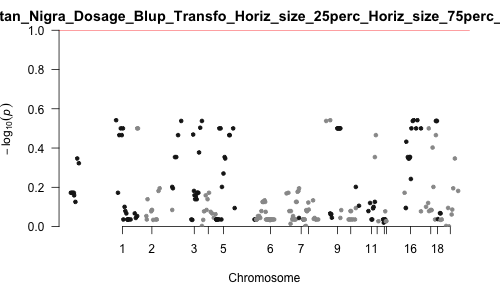 tan_Nigra_Dosage_Blup_Transfo_Horiz_size_25perc_Horiz_size_75perc_
1.0
0.8
0.6
0.4
0.2
0.0
− log10(p)
1 2 3 5 6 7 9 11 16 18
Chromosome